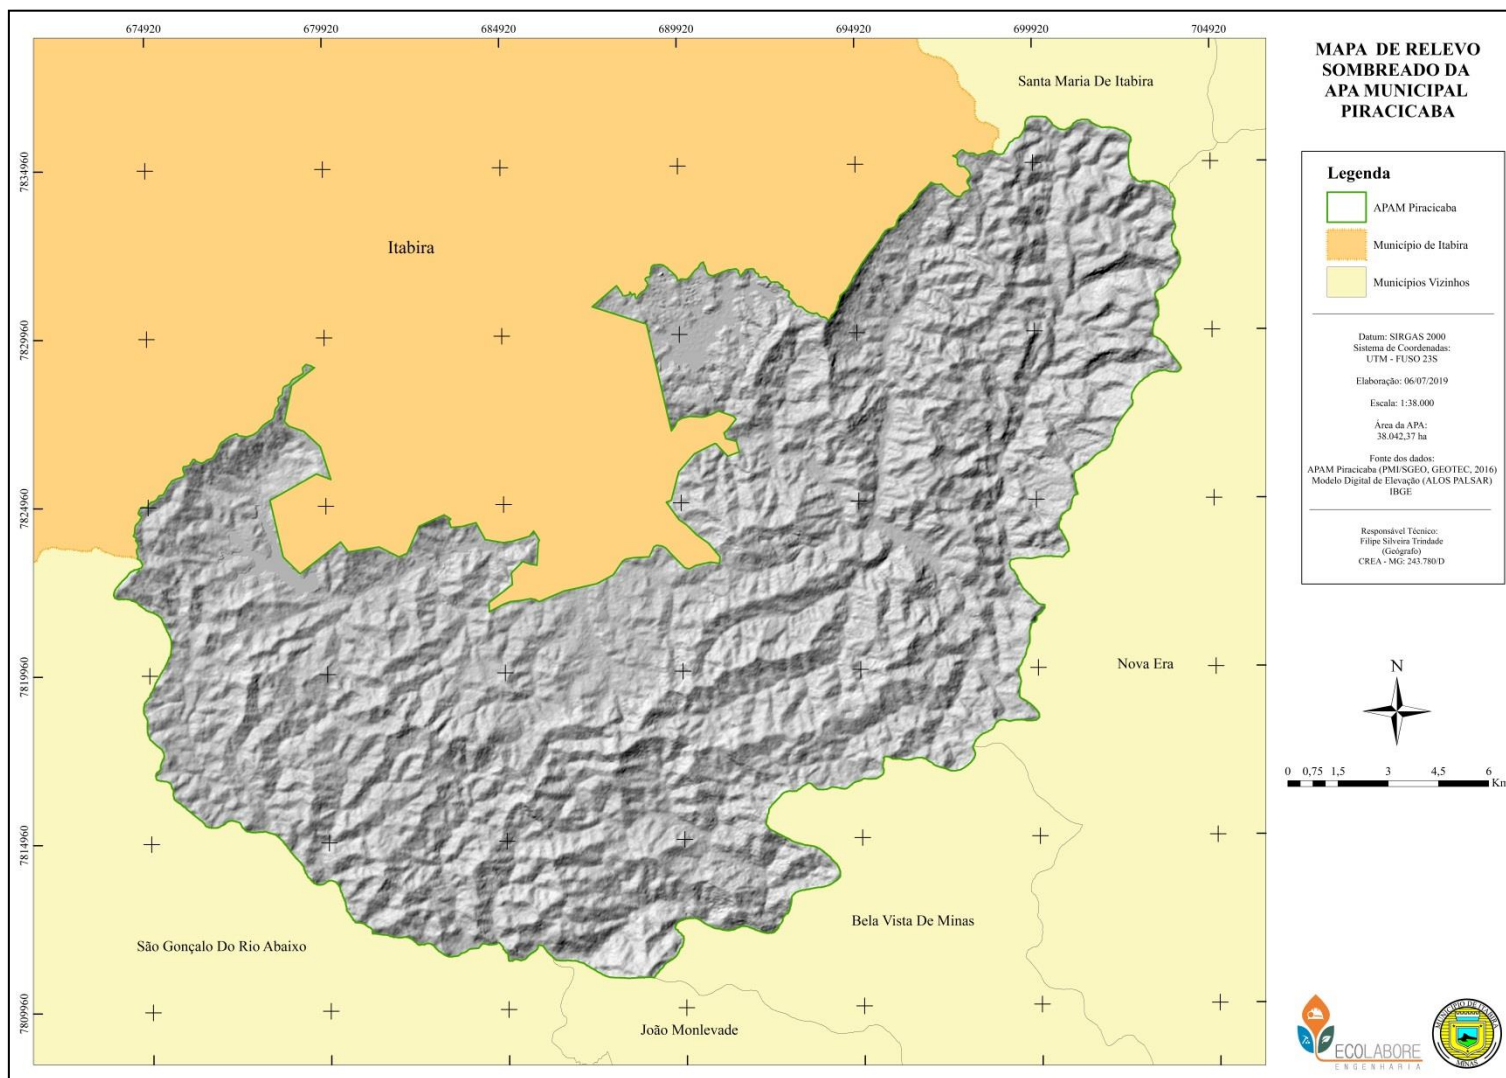 674920 679920 684920 689920 694920 699920 704920
MAPA DE RELEVO
SOMBREADO DA
APA MUNICIPAL
PIRACICABA
Santa Maria De Itabira
7834960
Itabira
7829960
7824960
7819960
Nova Era
7814960
Bela Vista De Minas
São Gonçalo Do Rio Abaixo
7809960
João Monlevade
Legenda
APAM Piracicaba
Município de Itabira
Municípios Vizinhos
Datum: SIRGAS 2000
Sistema de Coordenadas:
UTM - FUSO 23S
Elaboração: 06/07/2019
Escala: 1:38.000
Área da APA:
38.042,37 ha
Fonte dos dados:
APAM Piracicaba (PMI/SGEO, GEOTEC, 2016)
Modelo Digital de Elevação (ALOS PALSAR)
IBGE
Responsável Técnico:
Filipe Silveira Trindade
(Geógrafo)
CREA - MG: 243.780/D
N
0 0,75 1,5 3 4,5 6
Km
ECOLABORE
ENGENHARIA
MUNICÍPIO DE ITABIRA
MINAS